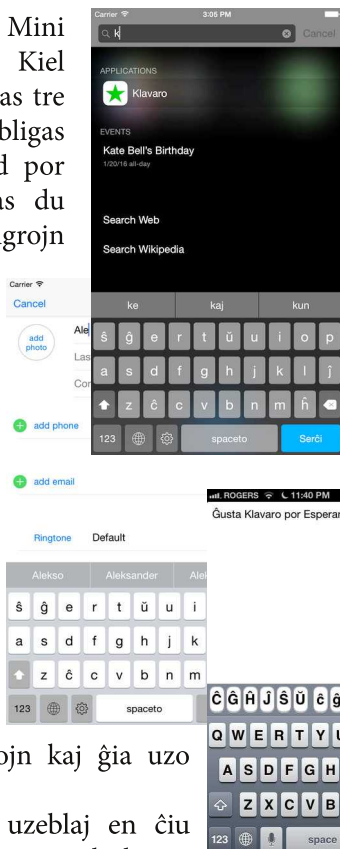 Mini
Kiel
as tre
bligas
d por
as du
grojn
Carrier 3:05 PM
k Cancel
APPLICATIONS
Klavaro
EVENTS
Kate Bell's Birthday
1/20/16 all-day
Search Web
Search Wikipedia
ke kaj kun
ŝ ĝ e r t ŭ u i o p
a s d f g h j k l ĵ
z ĉ c v b n m ĥ
123 spaceto Serĉi
Carrier
Cancel
add photo
Ale
Las
Co
add phone
add email
Ringtone Default
Alekso Aleksander Alek
ŝ ĝ e r t ŭ u i
a s d f g h j k
z ĉ c v b n m
123 spaceto
ROGERS 11:40 PM
Ĝusta Klavaro por Esperan
Ĉ Ĝ Ĥ Ĵ Ŝ Ŭ ĉ ĝ
Q W E R T Y U
A S D F G H
Z X C V B
123 space
ojn kaj ĝia uzo
uzeblaj en ĉiu